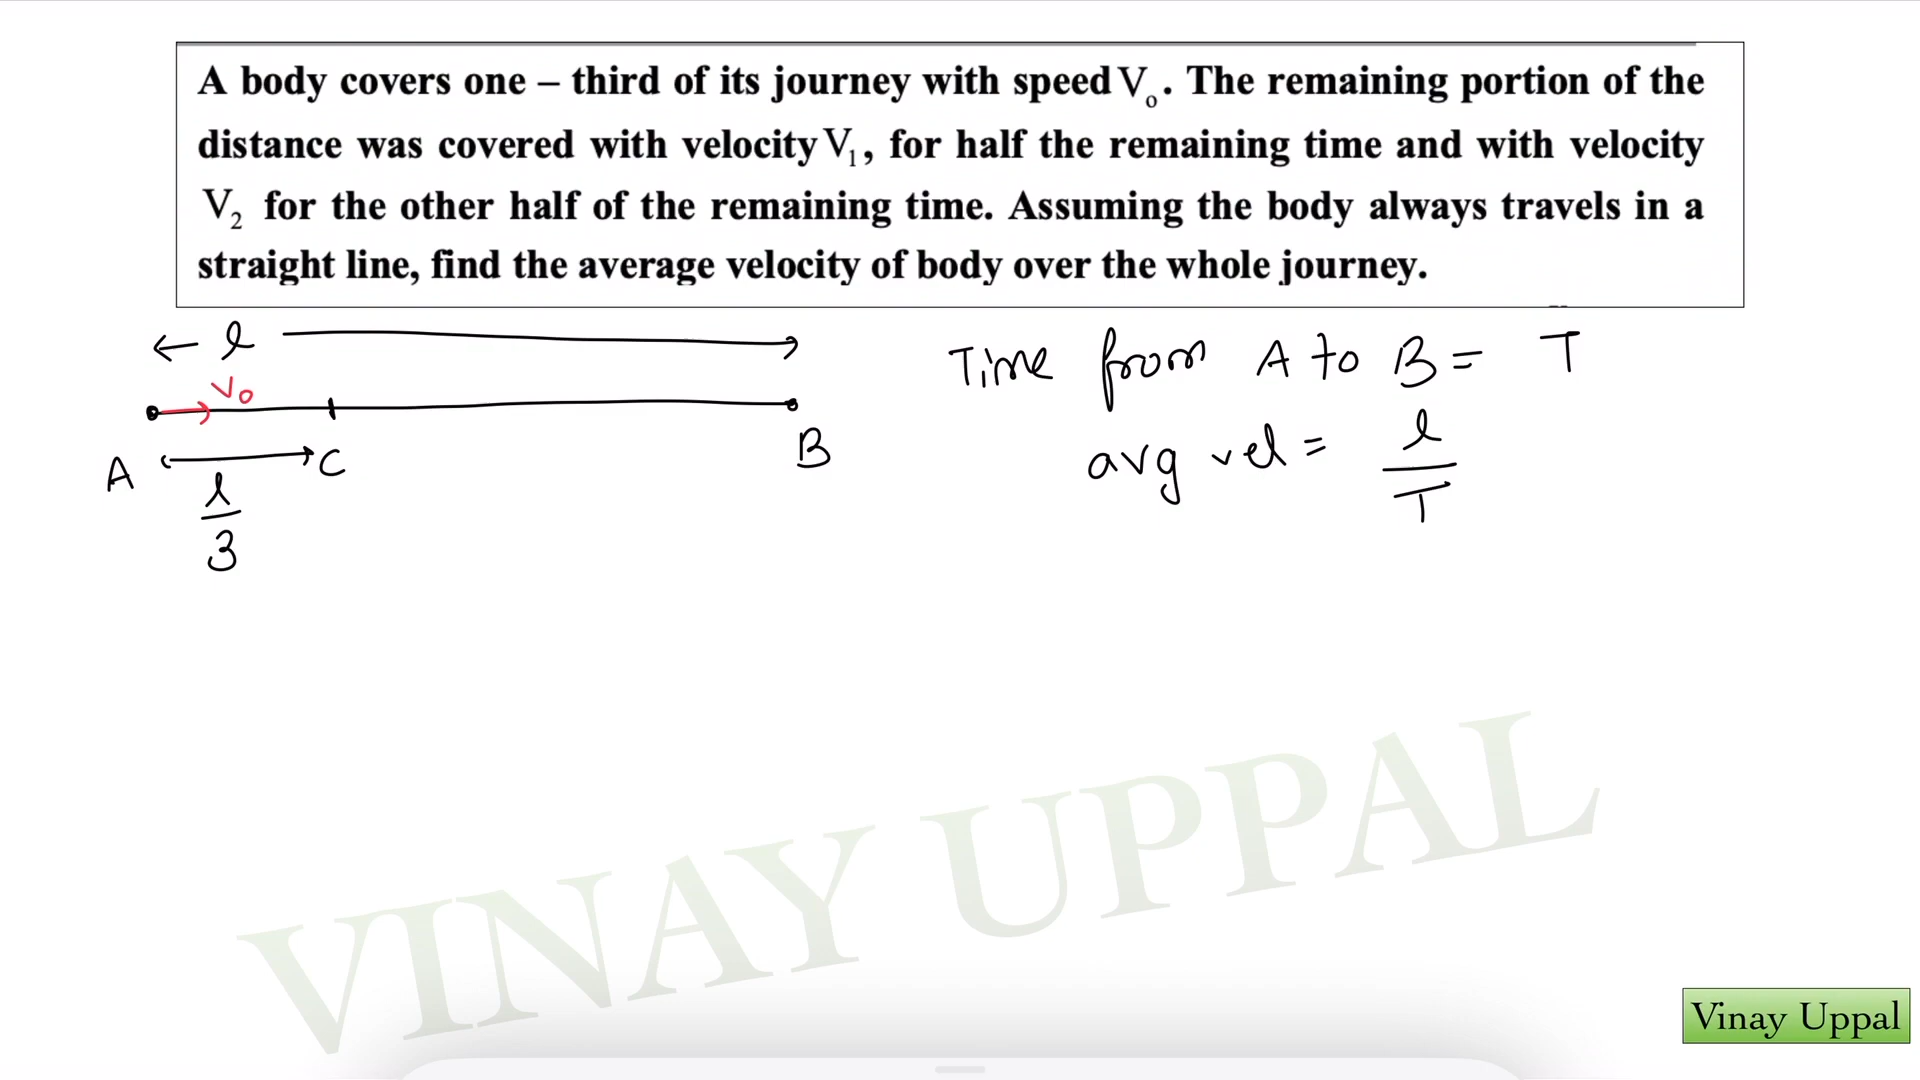 A body covers one – third of its journey with speed V₀. The remaining portion of the
distance was covered with velocity V₁, for half the remaining time and with velocity
V₂ for the other half of the remaining time. Assuming the body always travels in a
straight line, find the average velocity of body over the whole journey.
l
V₀
A C B
l/3
Time from A to B = T
avg vel = l/T
VINAY UPPAL
Vinay Uppal